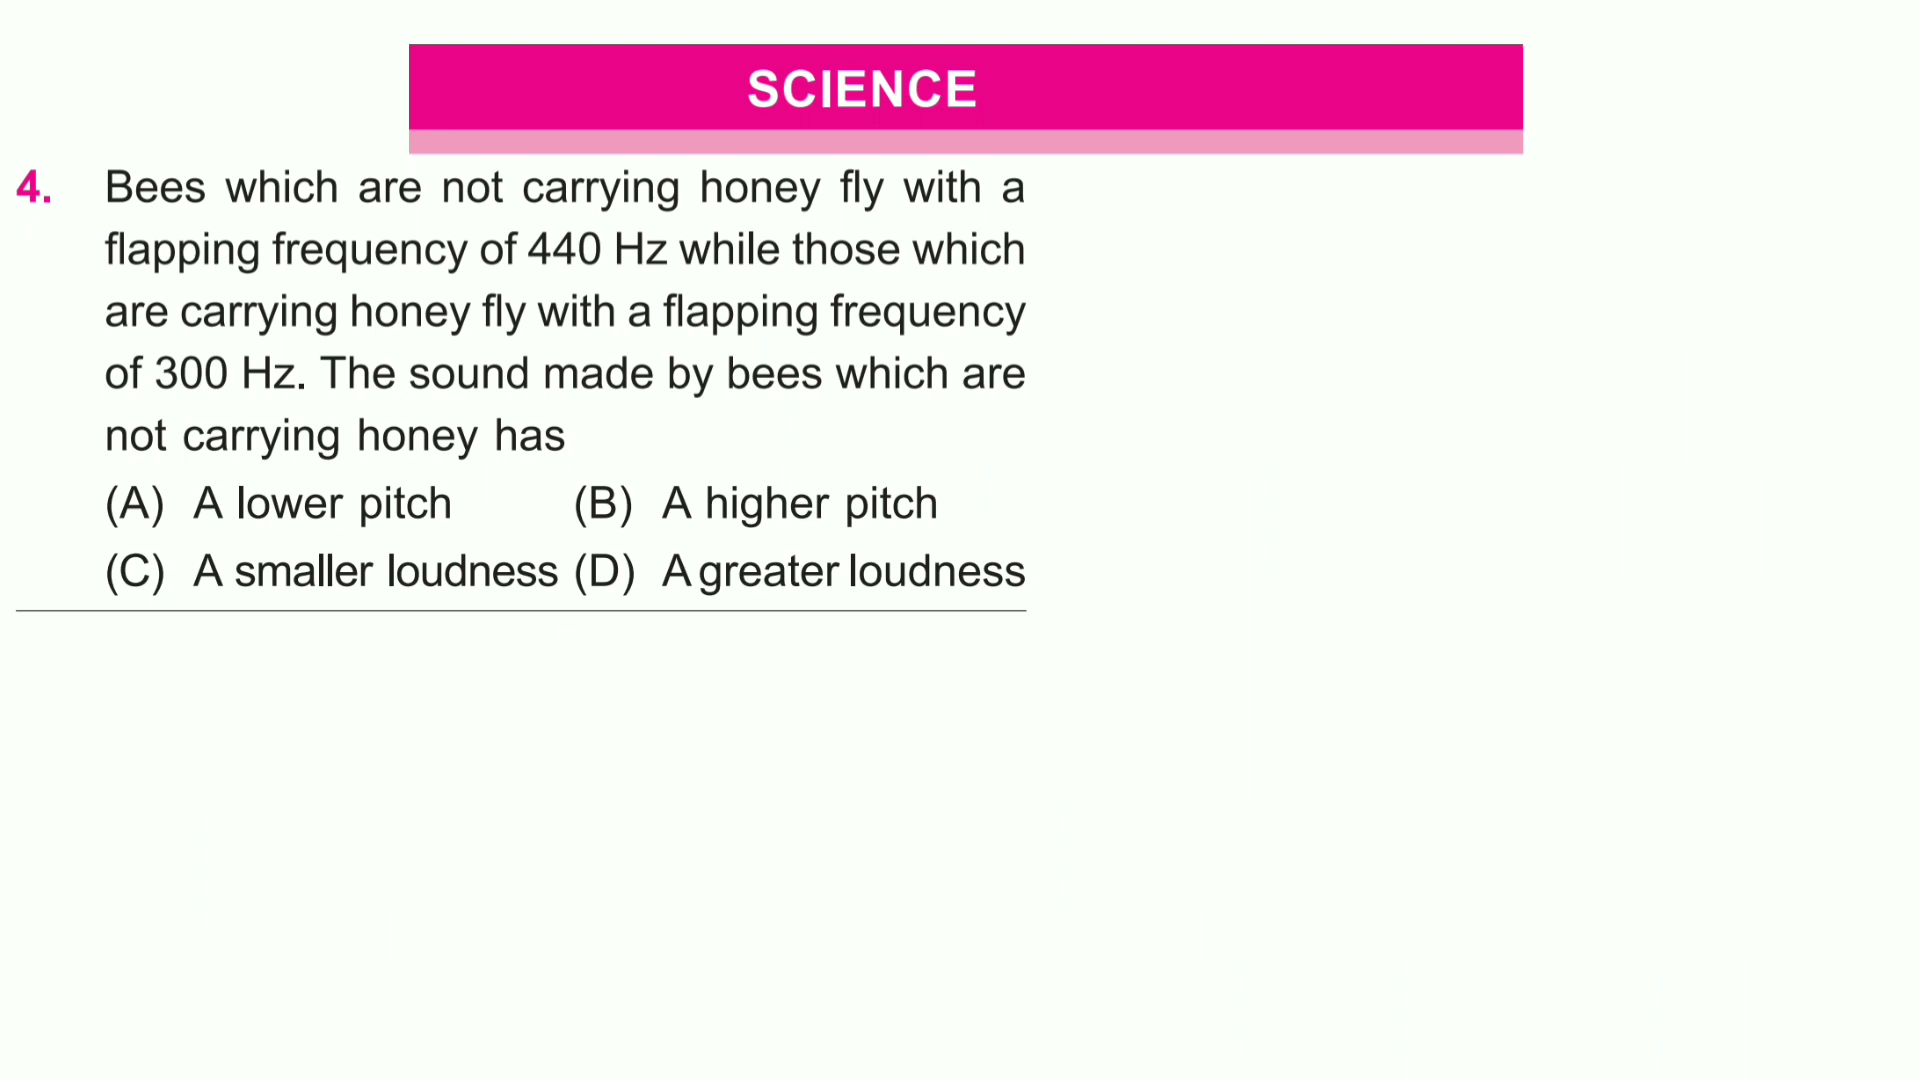 SCIENCE
4. Bees which are not carrying honey fly with a
flapping frequency of 440 Hz while those which
are carrying honey fly with a flapping frequency
of 300 Hz. The sound made by bees which are
not carrying honey has
(A) A lower pitch (B) A higher pitch
(C) A smaller loudness (D) A greater loudness